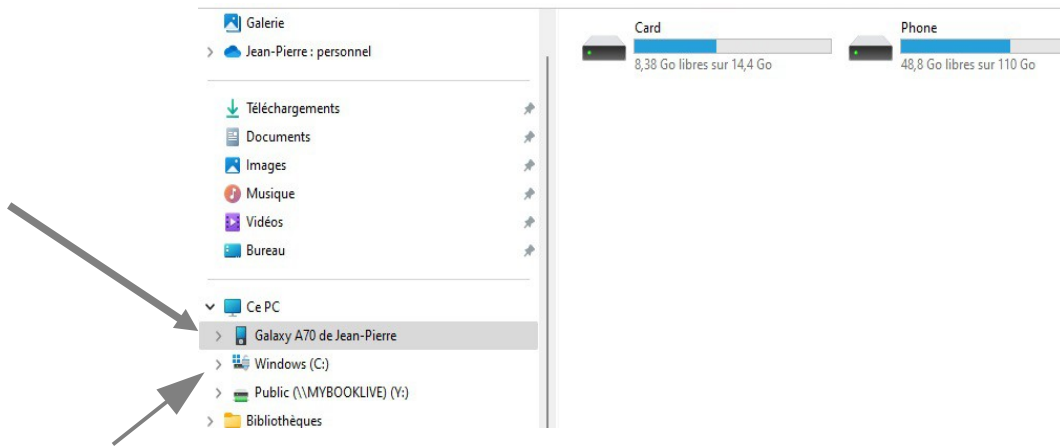 Galerie
Jean-Pierre : personnel
Téléchargements
Documents
Images
Musique
Vidéos
Bureau
Ce PC
Galaxy A70 de Jean-Pierre
Windows (C:)
Public (\\MYBOOKLIVE) (Y:)
Bibliothèques
Card
8,38 Go libres sur 14,4 Go
Phone
48,8 Go libres sur 110 Go